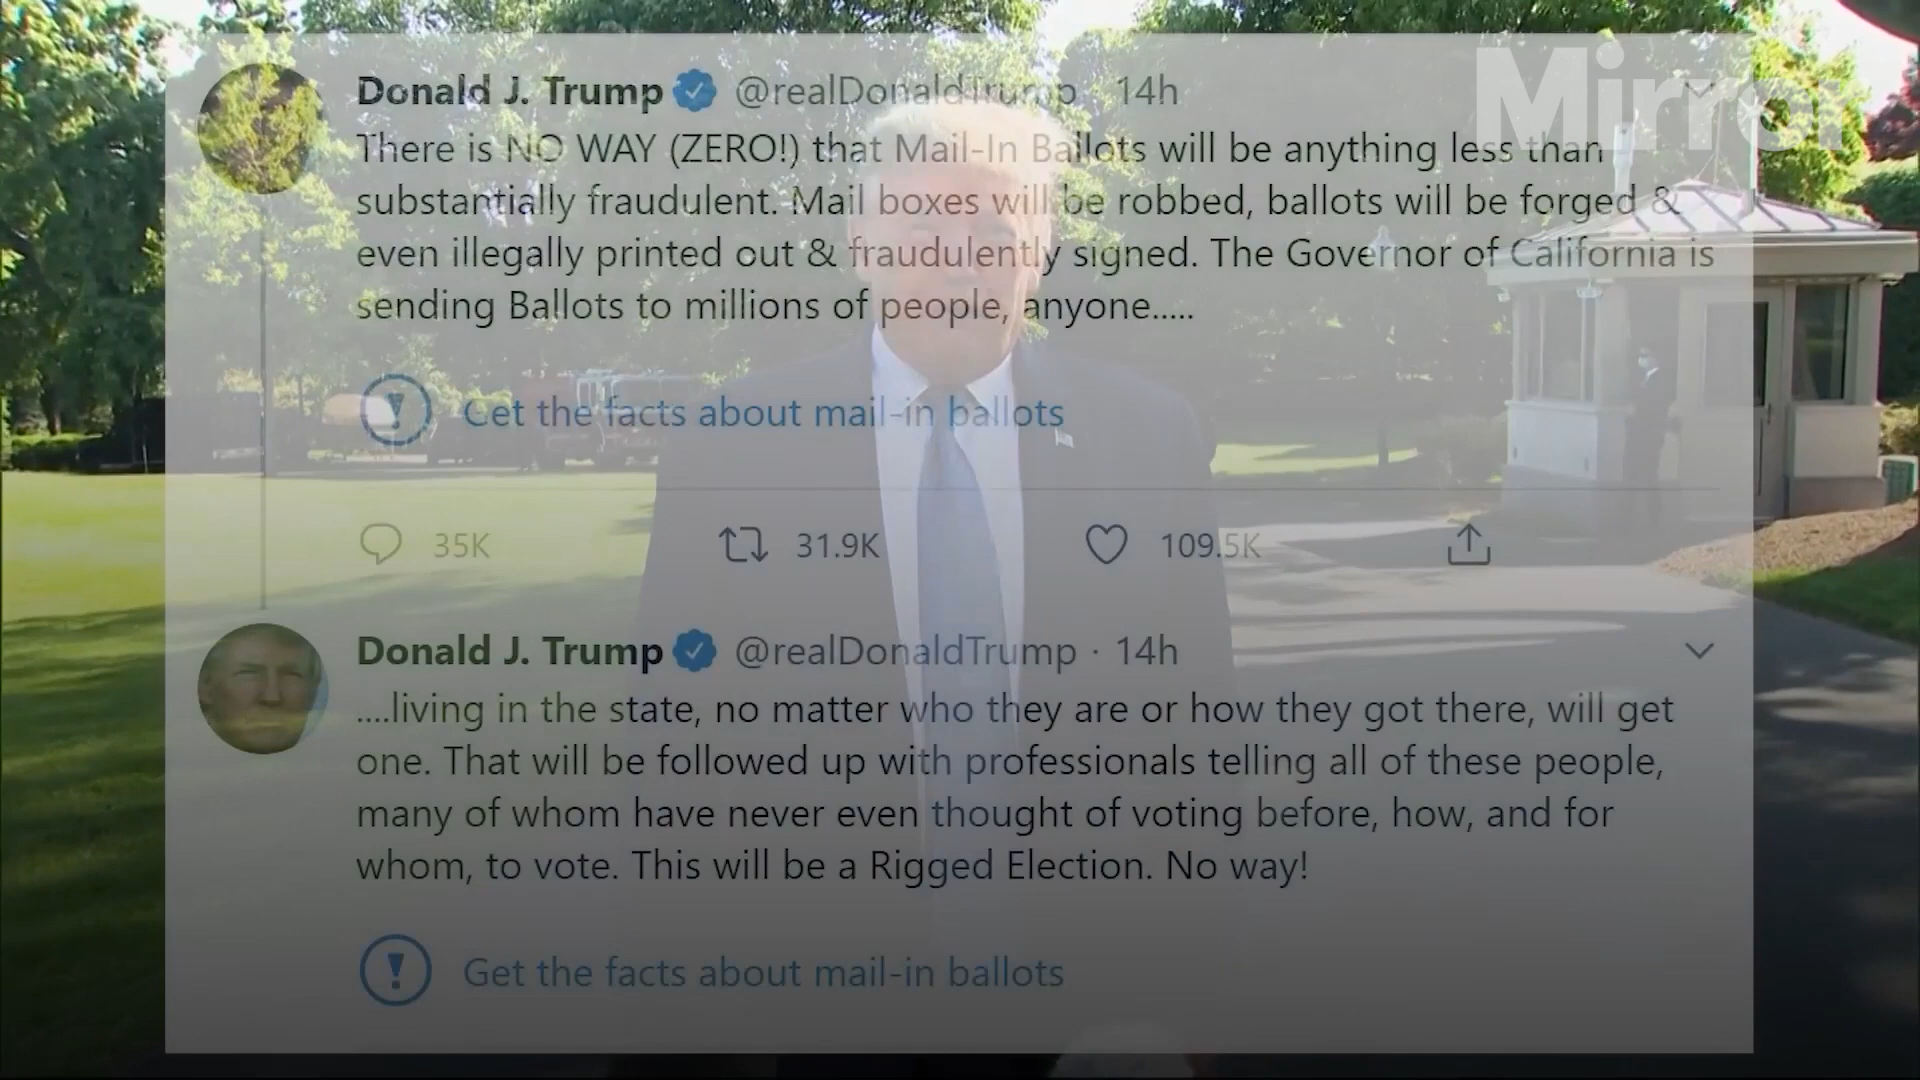 Mirror
Donald J. Trump @realDonaldTrump · 14h
There is NO WAY (ZERO!) that Mail-In Ballots will be anything less than
substantially fraudulent. Mail boxes will be robbed, ballots will be forged &
even illegally printed out & fraudulently signed. The Governor of California is
sending Ballots to millions of people, anyone.....
Get the facts about mail-in ballots
35K 31.9K 109.5K
Donald J. Trump @realDonaldTrump · 14h
....living in the state, no matter who they are or how they got there, will get
one. That will be followed up with professionals telling all of these people,
many of whom have never even thought of voting before, how, and for
whom, to vote. This will be a Rigged Election. No way!
Get the facts about mail-in ballots